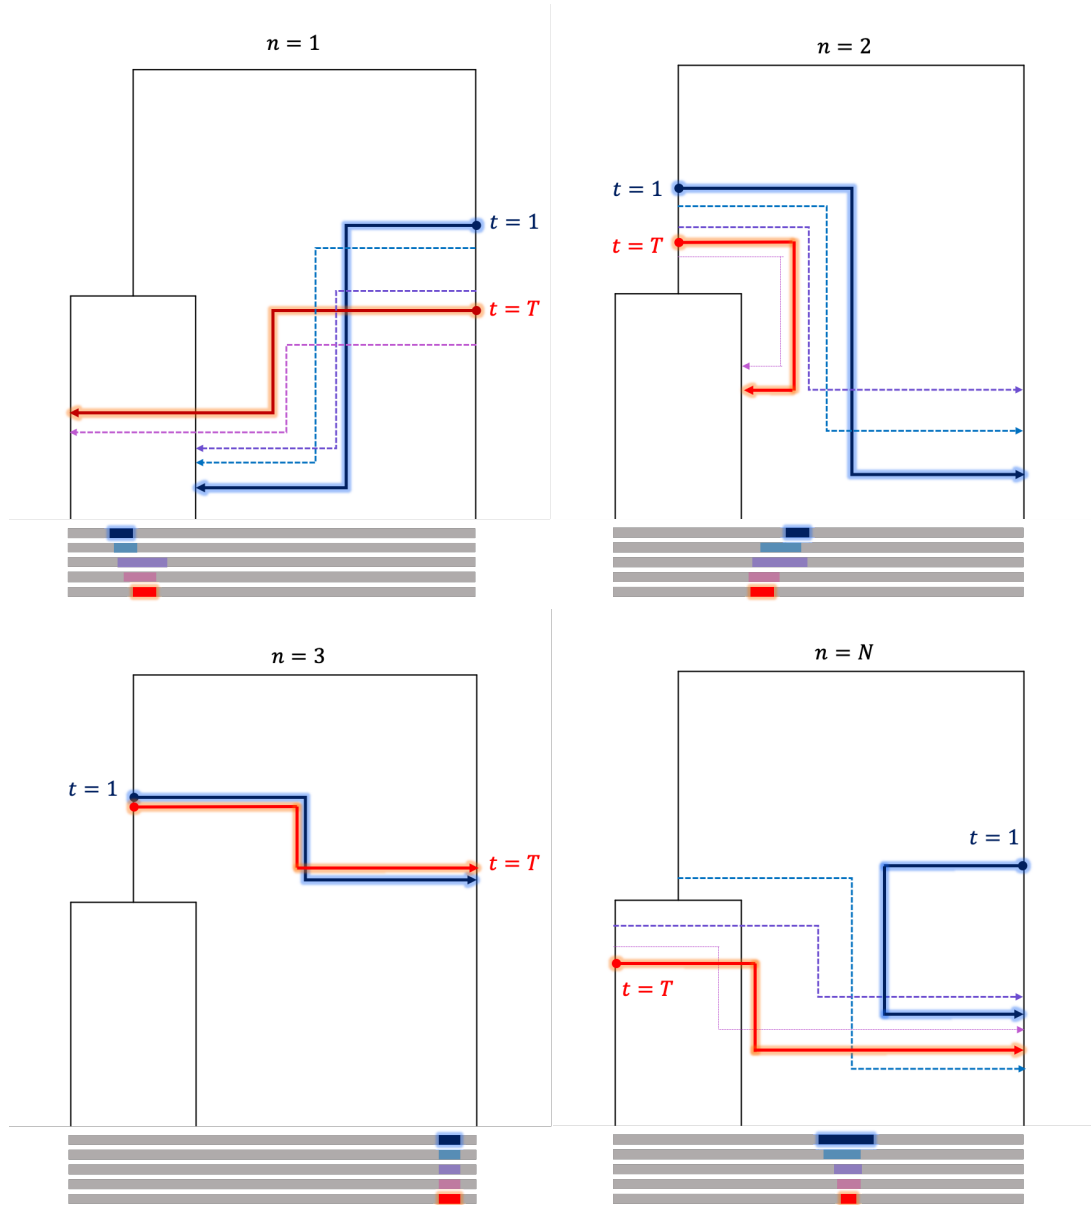 n = 1
t = 1
t = T
n = 2
t = 1
t = T
n = 3
t = 1
t = T
n = N
t = 1
t = T